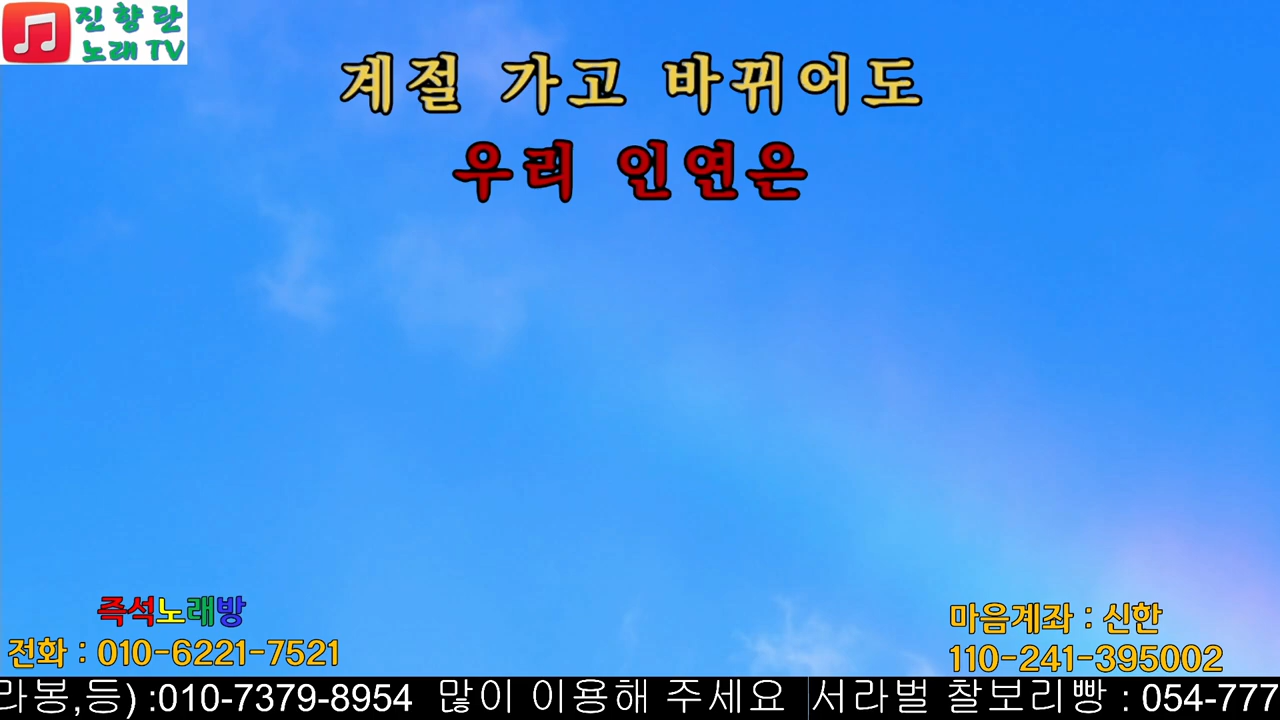 진향란
노래TV
계절 가고 바뀌어도
우리 인연은
즉석노래방
전화 : 010-6221-7521
마음계좌 : 신한
110-241-395002
라봉,등) :010-7379-8954 많이 이용해 주세요 서라벌 찰보리빵 : 054-777